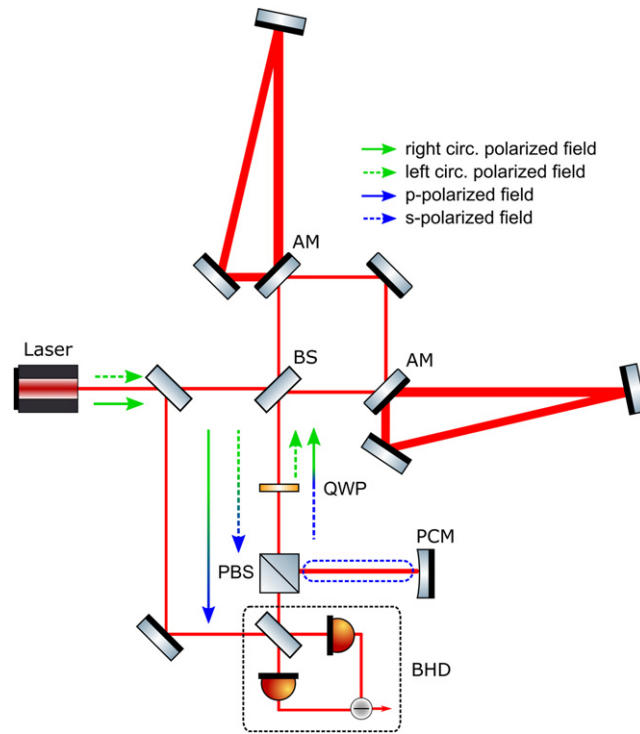 right circ. polarized field
left circ. polarized field
p-polarized field
s-polarized field
AM
Laser
BS
AM
QWP
PCM
PBS
BHD